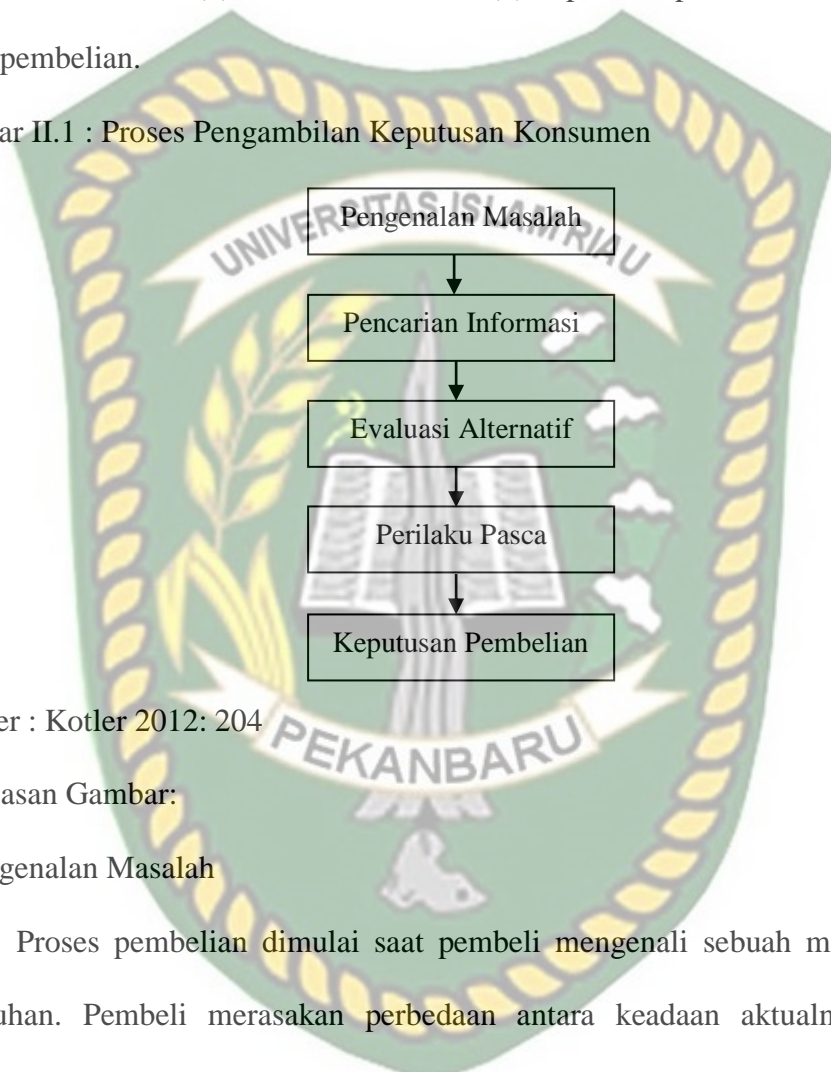 pembelian.
ar II.1 : Proses Pengambilan Keputusan Konsumen
UNIVERSITAS ISLAM RIAU
Pengenalan Masalah
Pencarian Informasi
Evaluasi Alternatif
Perilaku Pasca
Keputusan Pembelian
er : Kotler 2012: 204
PEKANBARU
asan Gambar:
genalan Masalah
Proses pembelian dimulai saat pembeli mengenali sebuah m
uhan. Pembeli merasakan perbedaan antara keadaan aktualn